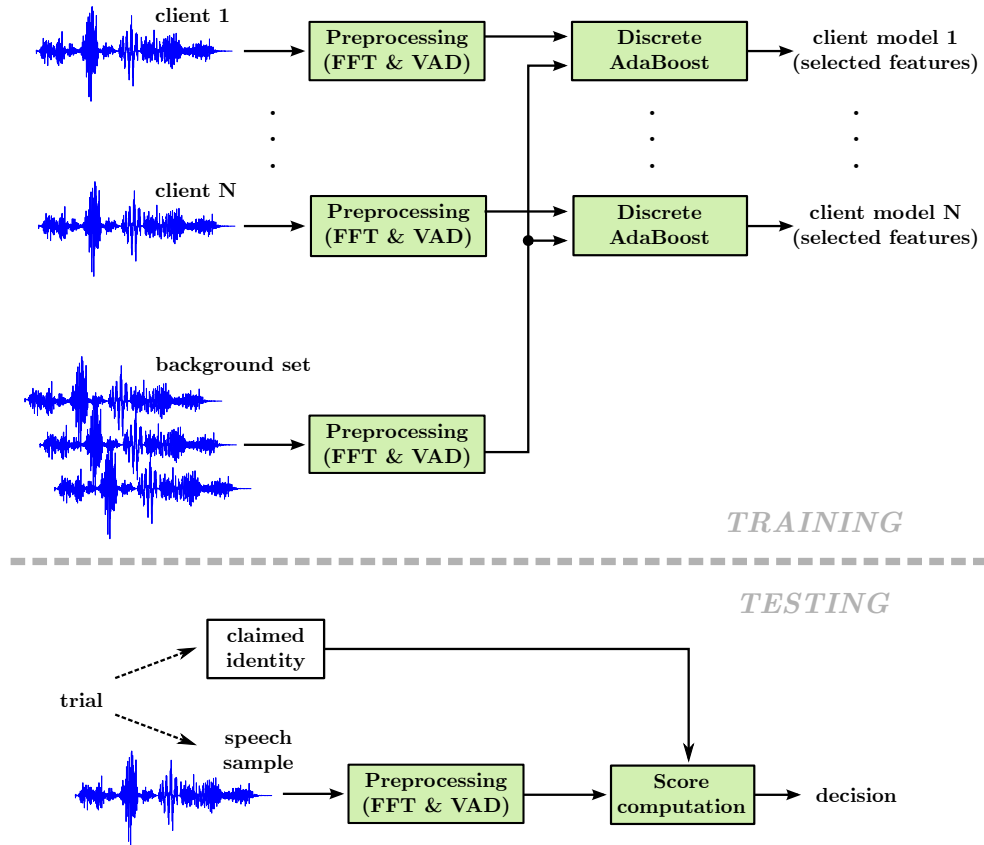 client 1
Preprocessing
(FFT & VAD)
Discrete
AdaBoost
client model 1
(selected features)
client N
Preprocessing
(FFT & VAD)
Discrete
AdaBoost
client model N
(selected features)
background set
Preprocessing
(FFT & VAD)
TRAINING
TESTING
claimed
identity
trial
speech
sample
Preprocessing
(FFT & VAD)
Score
computation
decision